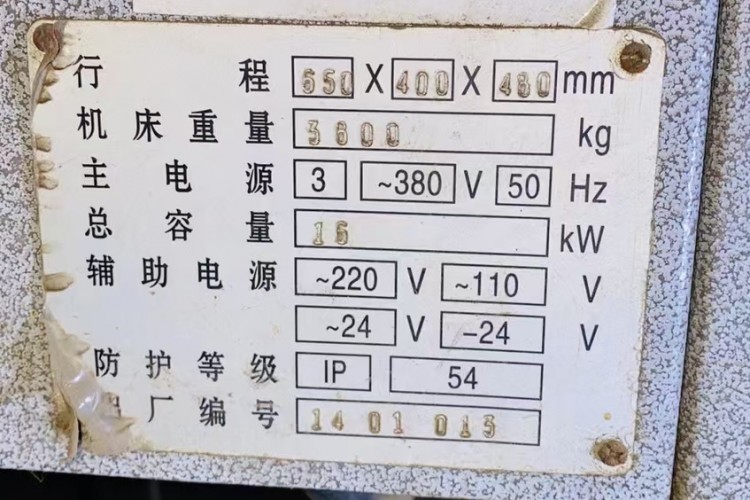 行程 650 X 400 X 480 mm
机床重量 3800 kg
主电源 3 ~380 V 50 Hz
总容量 15 kW
辅助电源 ~220 V ~110 V
~24 V -24 V
防护等级 IP 54
厂编号 14 01 015